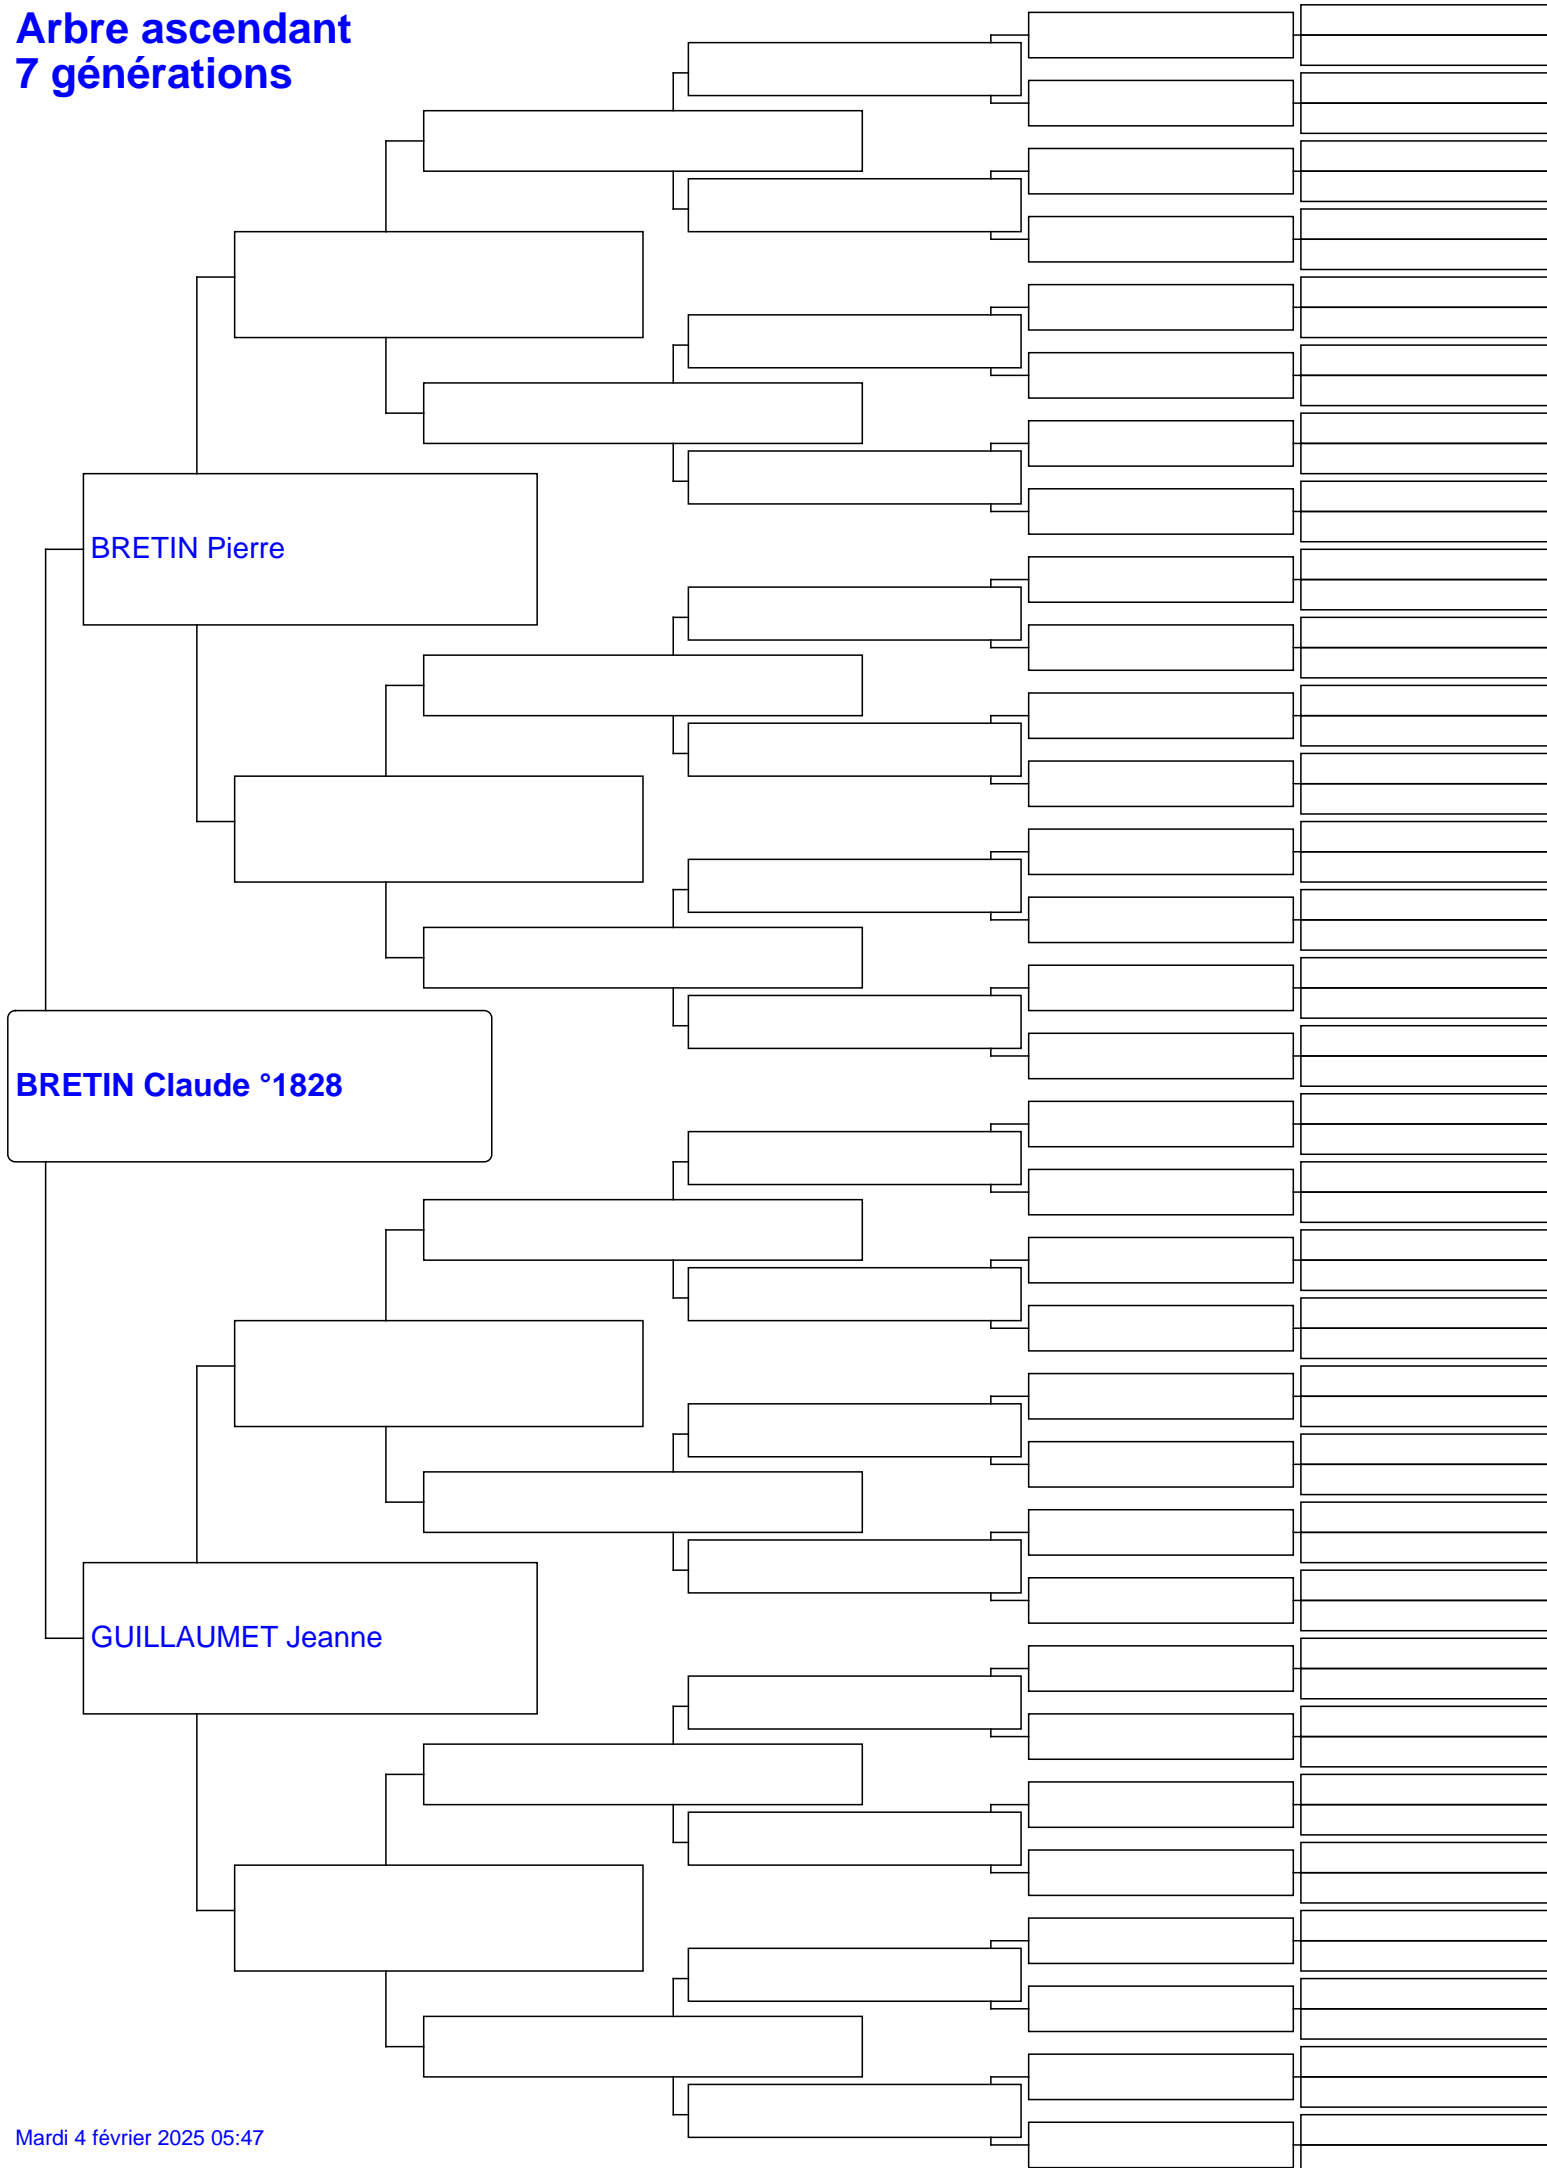 Arbre ascendant
7 générations
BRETIN Pierre
BRETIN Claude °1828
GUILLAUMET Jeanne
Mardi 4 février 2025 05:47